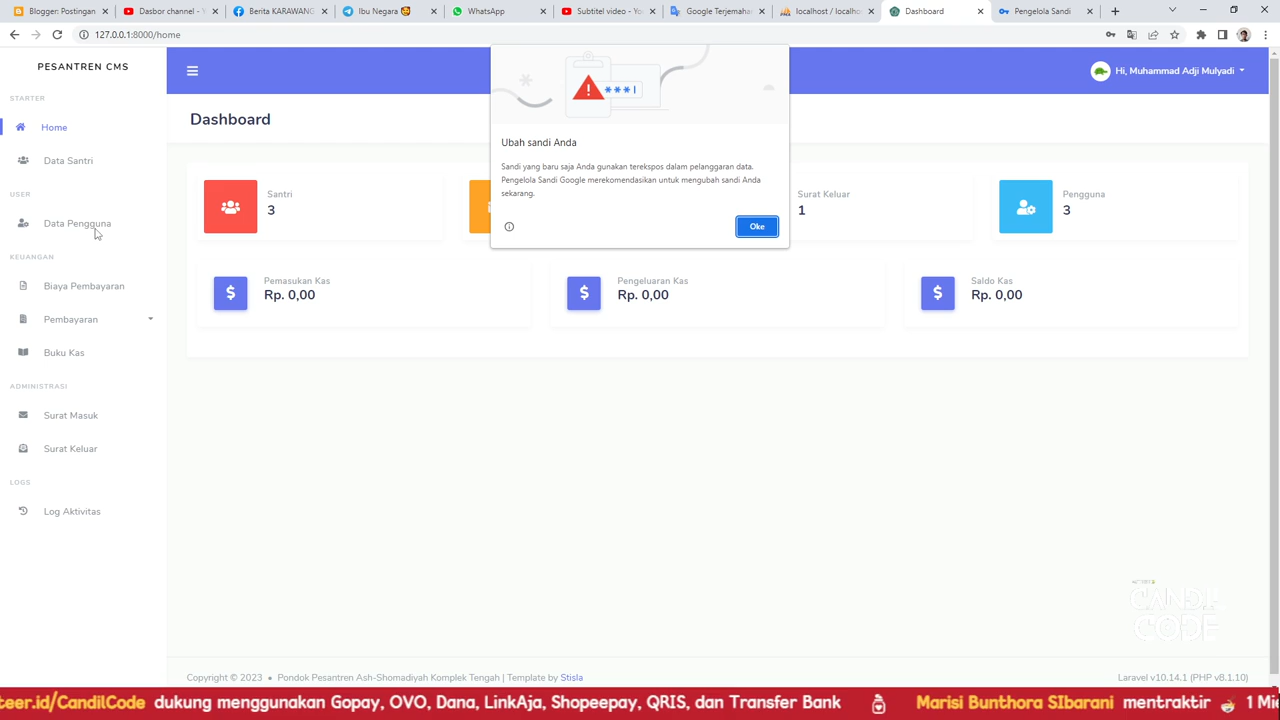 Blogger: Postingan
Dasbor channel - Y
Berita KARAWANG
Ibu Negara
WhatsApp
Subtitel video - Yo
Google Terjemah
localhost / localho
Dashboard
Pengelola Sandi
127.0.0.1:8000/home
PESANTREN CMS
Hi, Muhammad Adji Mulyadi
STARTER
Home
Data Santri
USER
Data Pengguna
KEUANGAN
Biaya Pembayaran
Pembayaran
Buku Kas
ADMINISTRASI
Surat Masuk
Surat Keluar
LOGS
Log Aktivitas
Dashboard
Ubah sandi Anda
Sandi yang baru saja Anda gunakan terekspos dalam pelanggaran data.
Pengelola Sandi Google merekomendasikan untuk mengubah sandi Anda
sekarang.
Oke
Santri
3
Surat Keluar
1
Pengguna
3
Pemasukan Kas
Rp. 0,00
Pengeluaran Kas
Rp. 0,00
Saldo Kas
Rp. 0,00
CANDIL
CODE
Copyright © 2023 • Pondok Pesantren Ash-Shomadiyah Komplek Tengah | Template by Stisla
Laravel v10.14.1 (PHP v8.1.10)
teer.id/CandilCode dukung menggunakan Gopay, OVO, Dana, LinkAja, Shopeepay, QRIS, dan Transfer Bank Marisi Bunthora SIbarani mentraktir 1 Mi